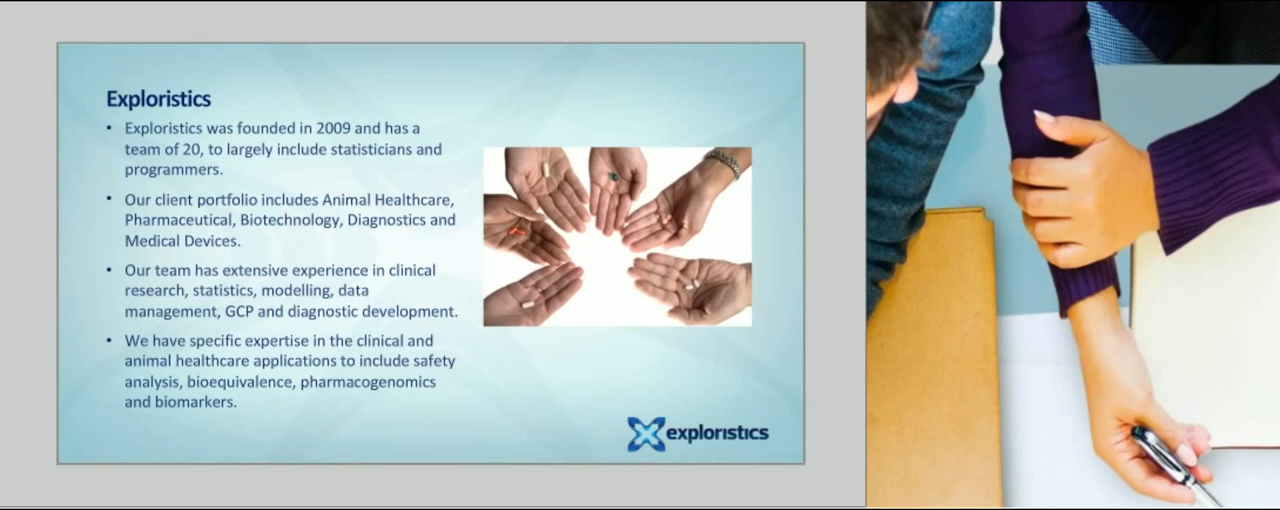 Exploristics
• Exploristics was founded in 2009 and has a
team of 20, to largely include statisticians and
programmers.
• Our client portfolio includes Animal Healthcare,
Pharmaceutical, Biotechnology, Diagnostics and
Medical Devices.
• Our team has extensive experience in clinical
research, statistics, modelling, data
management, GCP and diagnostic development.
• We have specific expertise in the clinical and
animal healthcare applications to include safety
analysis, bioequivalence, pharmacogenomics
and biomarkers.
exploristics